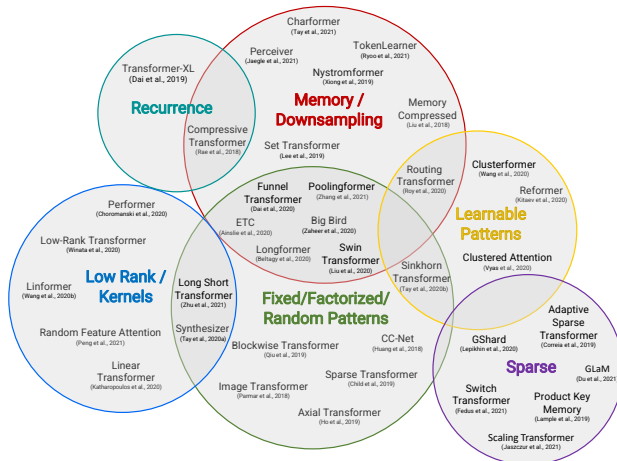 Charformer
(Tay et al., 2021)
Perceiver
(Jaegle et al., 2021)
TokenLearner
(Ryoo et al., 2021)
Transformer-XL
(Dai et al., 2019)
Nystromformer
(Xiong et al., 2019)
Recurrence
Memory /
Downsampling
Memory
Compressed
(Liu et al., 2018)
Compressive
Transformer
(Rae et al., 2018)
Set Transformer
(Lee et al., 2019)
Funnel
Transformer
(Dai et al., 2020)
Poolingformer
(Zhang et al., 2021)
Routing
Transformer
(Roy et al., 2020)
Clusterformer
(Wang et al., 2020)
Reformer
(Kitaev et al., 2020)
Performer
(Choromanski et al., 2020)
ETC
(Ainslie et al., 2020)
Big Bird
(Zaheer et al., 2020)
Learnable
Patterns
Low-Rank Transformer
(Winata et al., 2020)
Longformer
(Beltagy et al., 2020)
Swin
Transformer
(Liu et al., 2020)
Sinkhorn
Transformer
(Tay et al., 2020b)
Clustered Attention
(Vyas et al., 2020)
Linformer
(Wang et al., 2020b)
Low Rank /
Kernels
Long Short
Transformer
(Zhu et al., 2021)
Fixed/Factorized/
Random Patterns
Synthesizer
(Tay et al., 2020a)
Random Feature Attention
(Peng et al., 2021)
Blockwise Transformer
(Qiu et al., 2019)
CC-Net
(Huang et al., 2018)
GShard
(Lepikhin et al., 2020)
Adaptive
Sparse
Transformer
(Correia et al., 2019)
Sparse
Linear
Transformer
(Katharopoulos et al., 2020)
Image Transformer
(Parmar et al., 2018)
Sparse Transformer
(Child et al., 2019)
GLaM
(Du et al., 2021)
Switch
Transformer
(Fedus et al., 2021)
Product Key
Memory
(Lample et al., 2019)
Axial Transformer
(Ho et al., 2019)
Scaling Transformer
(Jaszczur et al., 2021)